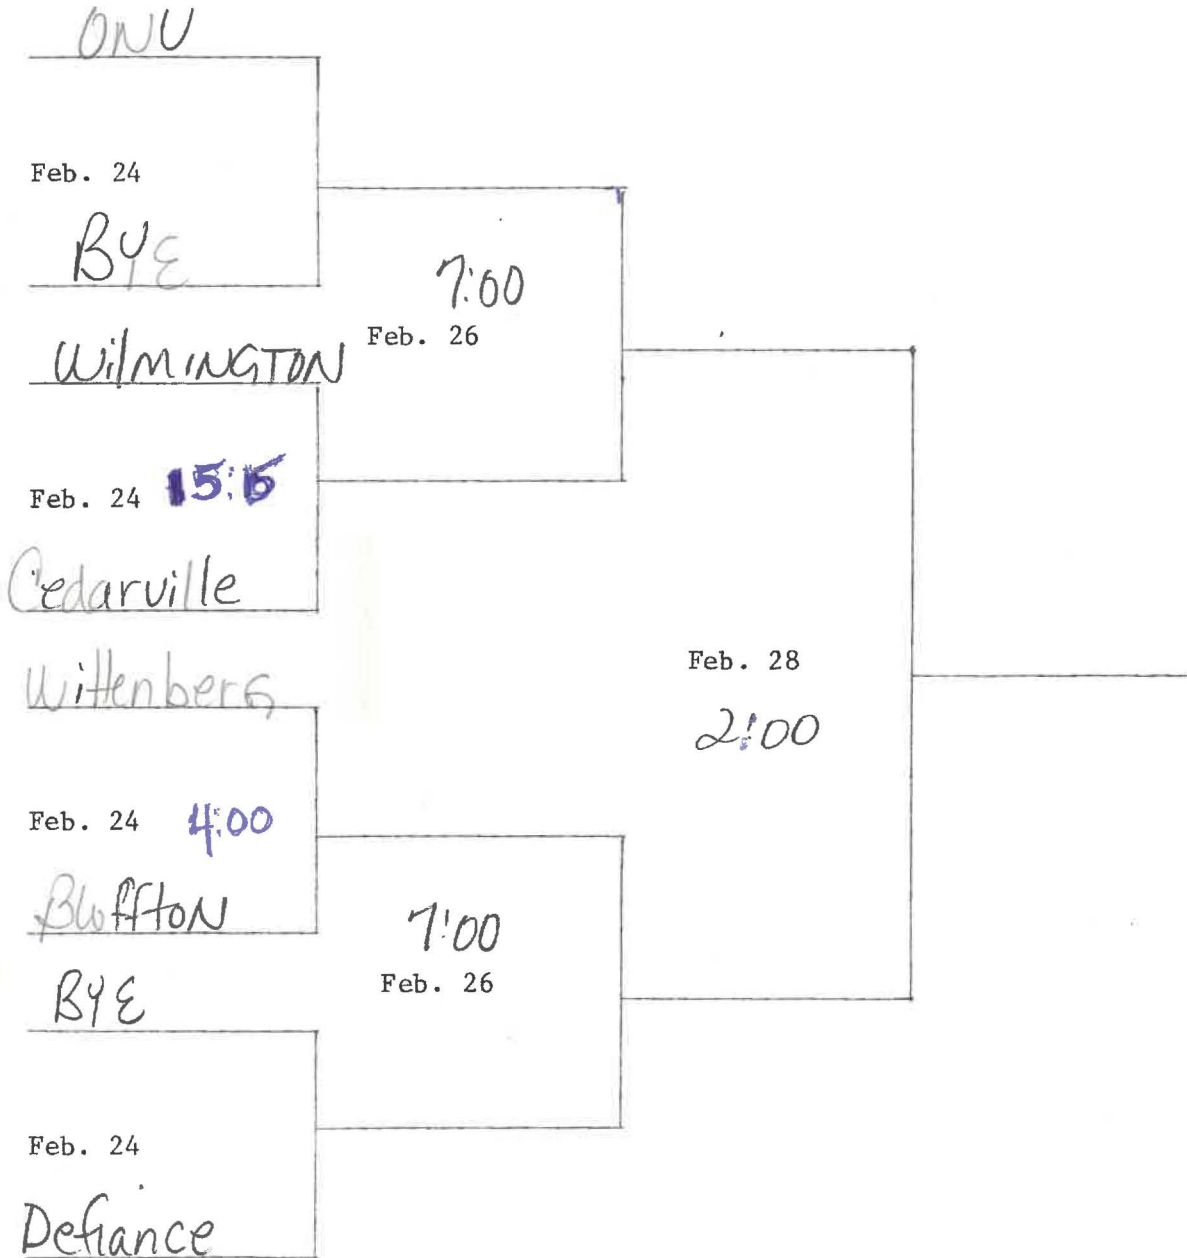 ONU
Feb. 24
BYE
7:00
Feb. 26
WilMINGTON
Feb. 24
Cedarville
Wittenberg
Feb. 28
2:00
Feb. 24 4:00
Bluffton
7:00
Feb. 26
BYE
Feb. 24
Defiance